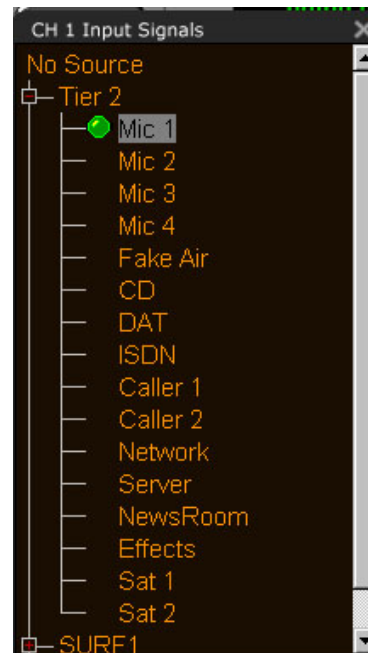 CH 1 Input Signals
No Source
Tier 2
Mic 1
Mic 2
Mic 3
Mic 4
Fake Air
CD
DAT
ISDN
Caller 1
Caller 2
Network
Server
NewsRoom
Effects
Sat 1
Sat 2
SURF1